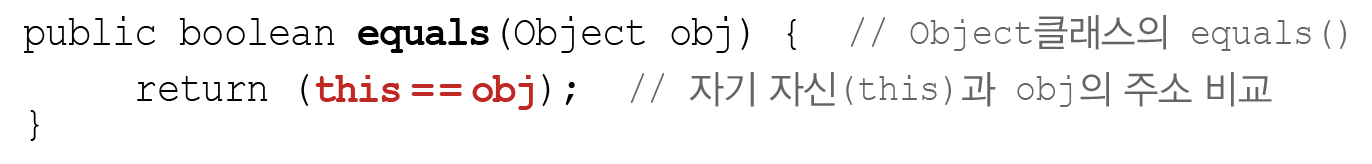 public boolean equals(Object obj) {  // Object클래스의 equals()
     return (this == obj);  // 자기 자신(this)과 obj의 주소 비교
}